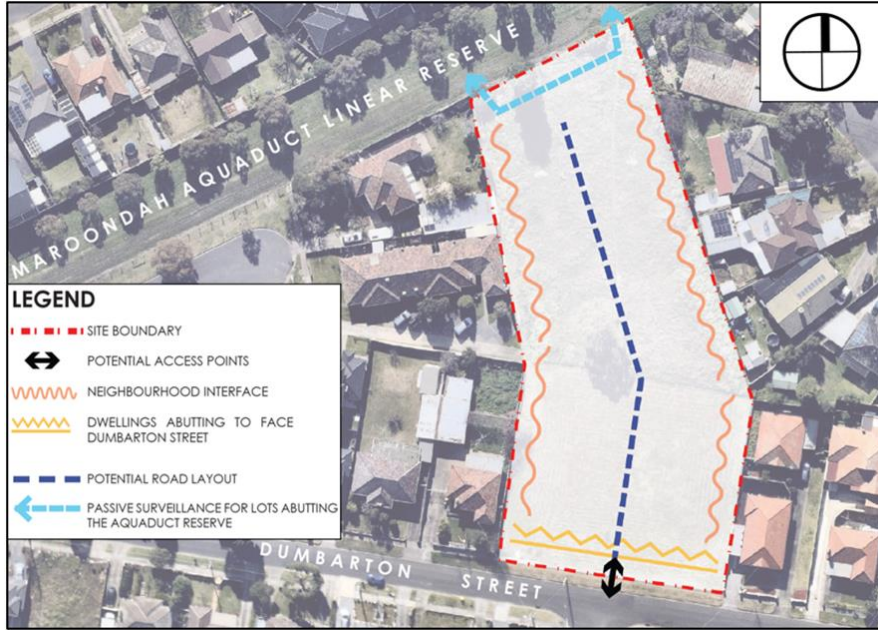 MAROONDAH AQUADUCT LINEAR RESERVE
LEGEND
SITE BOUNDARY
POTENTIAL ACCESS POINTS
NEIGHBOURHOOD INTERFACE
DWELLINGS ABUTTING TO FACE
DUMBARTON STREET
POTENTIAL ROAD LAYOUT
PASSIVE SURVEILLANCE FOR LOTS ABUTTING
THE AQUADUCT RESERVE
DUMBARTON STREET